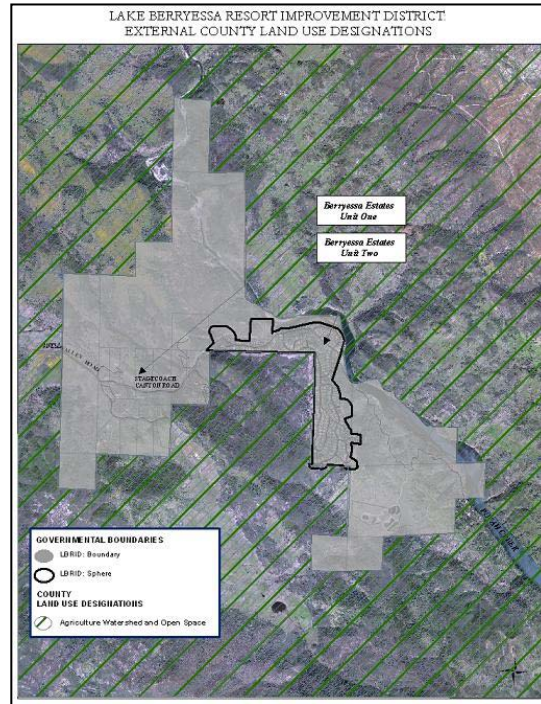 LAKE BERRYESSA RESORT IMPROVEMENT DISTRICT
EXTERNAL COUNTY LAND USE DESIGNATIONS
Berryessa Estates
Unit One
Berryessa Estates
Unit Two
STAGECOACH
CANYON ROAD
GOVERNMENTAL BOUNDARIES
LBRID: Boundary
LBRID: Sphere
COUNTY
LAND USE DESIGNATIONS
Agriculture Watershed and Open Space